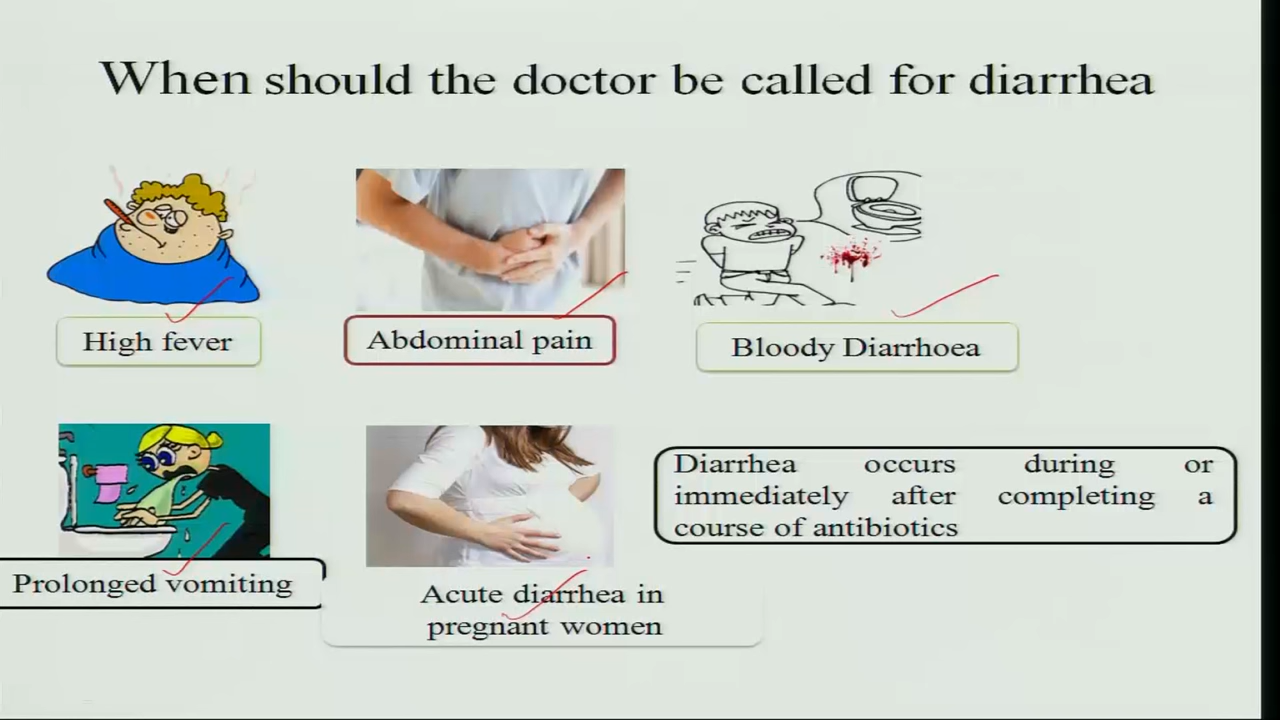 When should the doctor be called for diarrhea
High fever
Abdominal pain
Bloody Diarrhoea
Prolonged vomiting
Acute diarrhea in
pregnant women
Diarrhea occurs during or
immediately after completing a
course of antibiotics